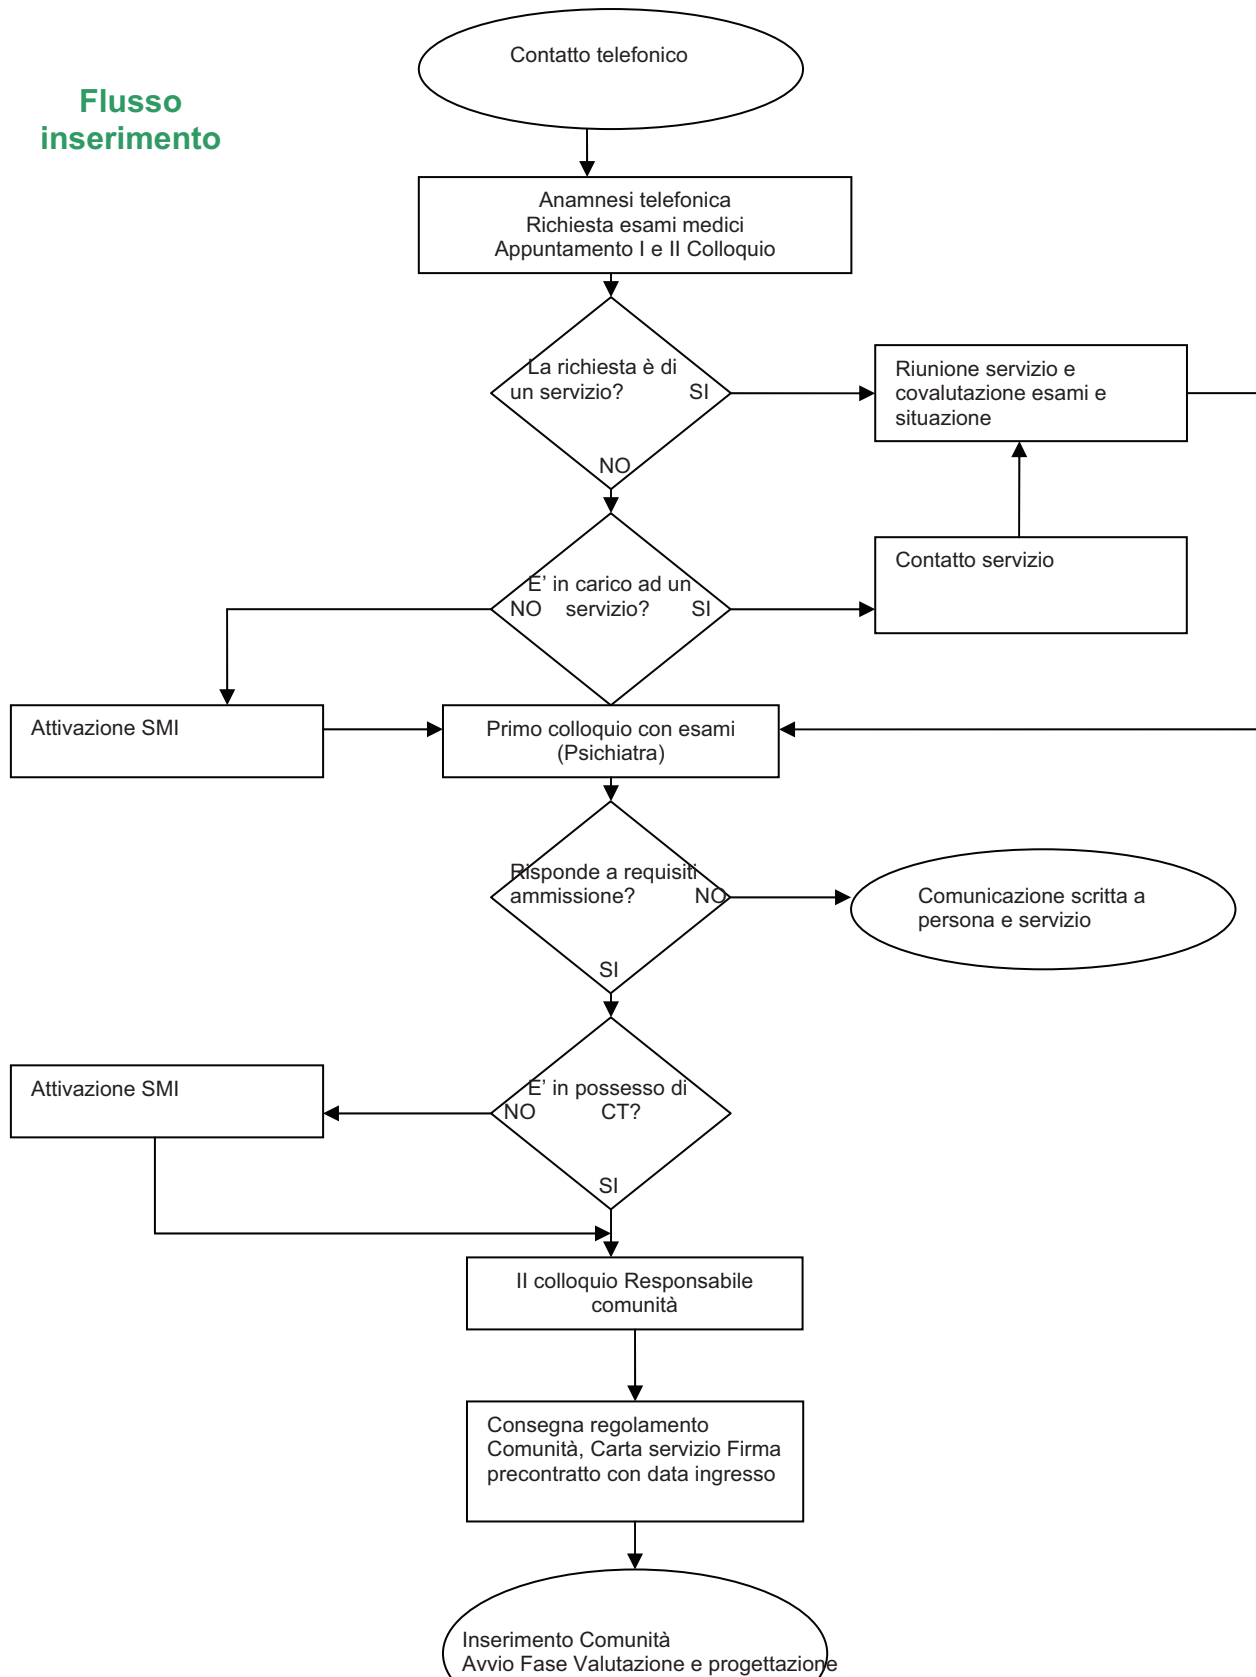 Flusso
inserimento
Contatto telefonico
Anamnesi telefonica
Richiesta esami medici
Appuntamento I e II Colloquio
La richiesta è di
un servizio?
SI
NO
Riunione servizio e
covalutazione esami e
situazione
E’ in carico ad un
NO servizio? SI
Contatto servizio
Attivazione SMI
Primo colloquio con esami
(Psichiatra)
Risponde a requisiti
ammissione?
NO
SI
Comunicazione scritta a
persona e servizio
E’ in possesso di
NO CT?
SI
Attivazione SMI
II colloquio Responsabile
comunità
Consegna regolamento
Comunità, Carta servizio Firma
precontratto con data ingresso
Inserimento Comunità
Avvio Fase Valutazione e progettazione